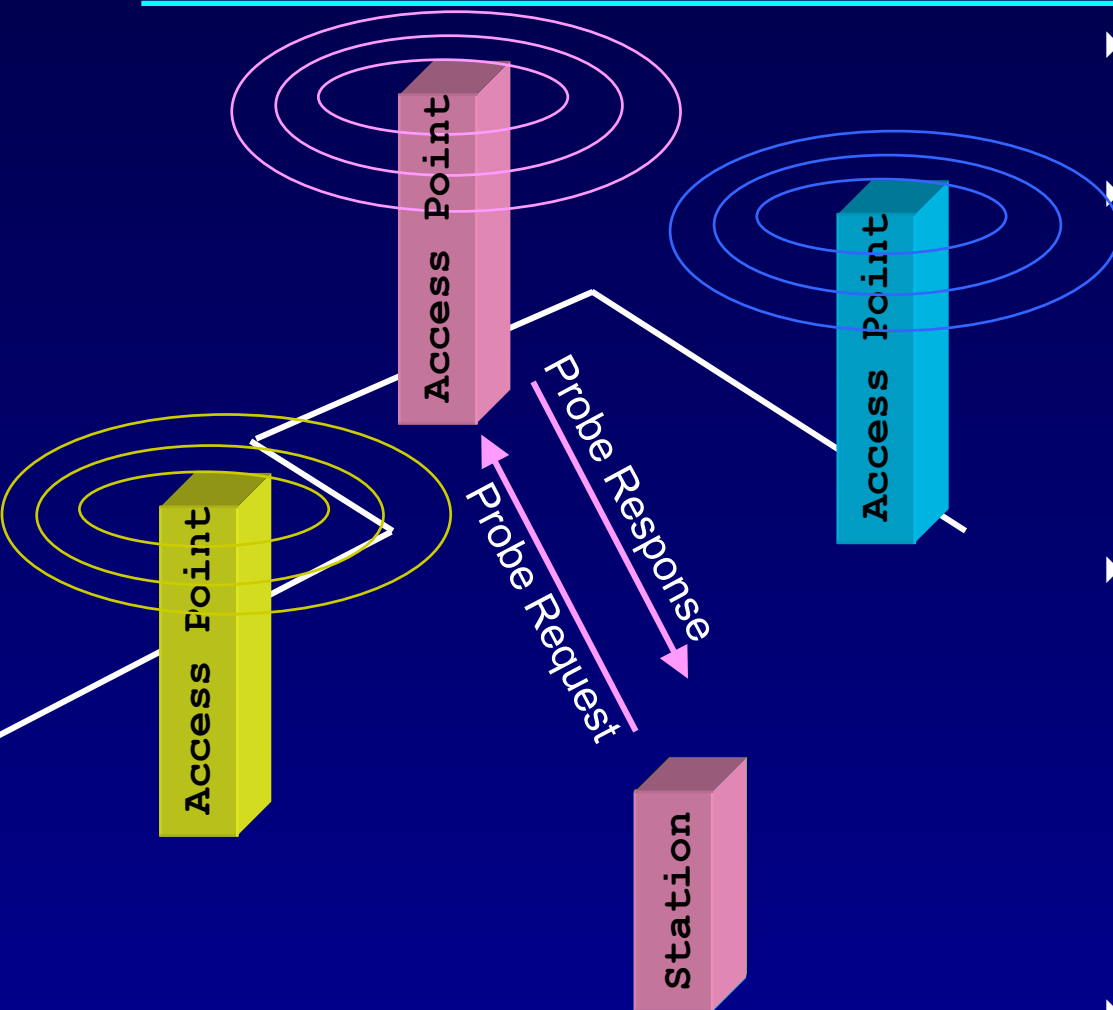 Access Point
Access Point
Access Point
Probe Response
Probe Request
Station